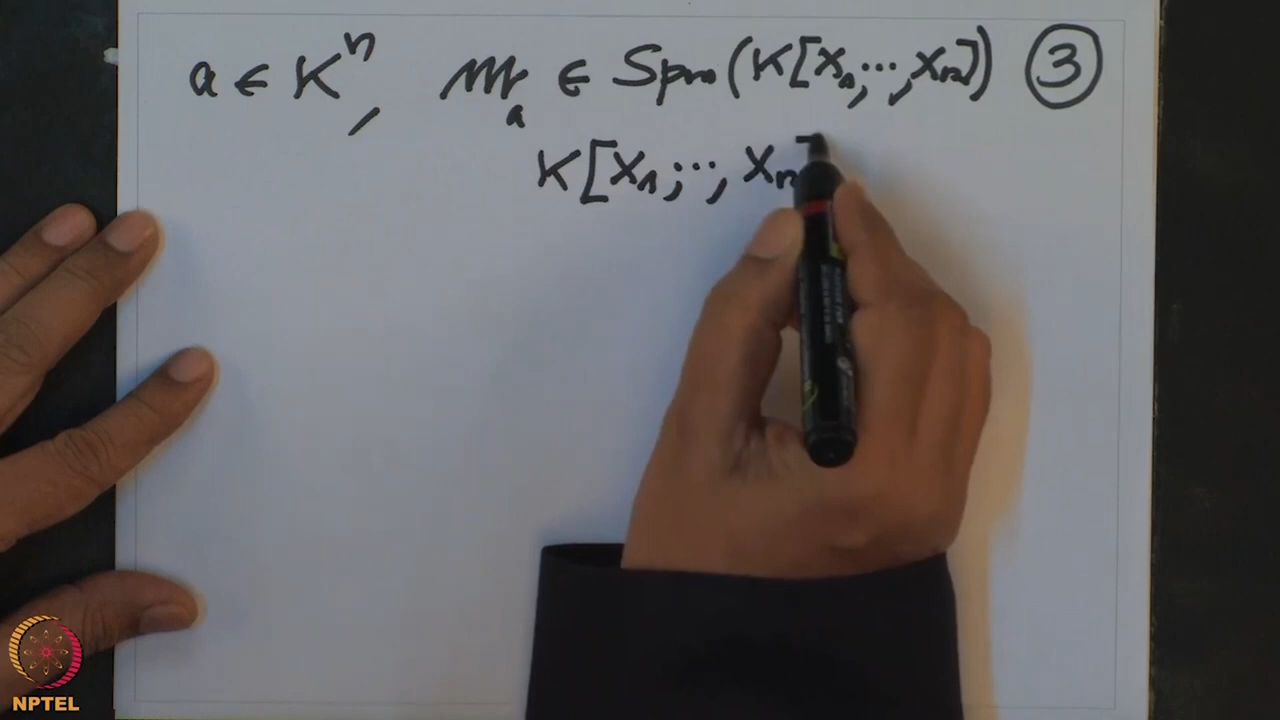 a ∈ Kⁿ, 𝔪ₐ ∈ Spm(K[X₁,…,Xₙ]) ③
K[X₁,…,Xₙ]
NPTEL